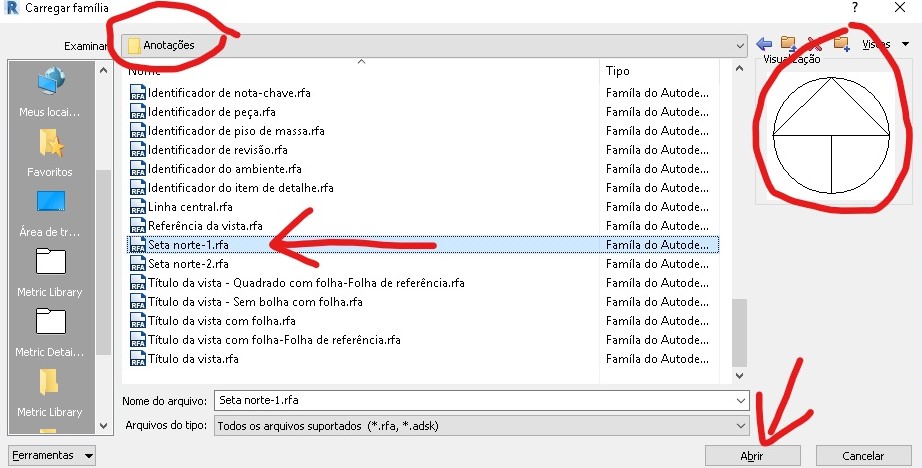 Carregar família
Examinar: Anotações
Vistas
Visualização
Nome
Tipo
Meus locai...
Favoritos
Área de tr...
Metric Library
Metric Detai...
Metric Library
Identificador de nota-chave.rfa Famíla do Autode...
Identificador de peça.rfa Famíla do Autode...
Identificador de piso de massa.rfa Famíla do Autode...
Identificador de revisão.rfa Famíla do Autode...
Identificador do ambiente.rfa Famíla do Autode...
Identificador do item de detalhe.rfa Famíla do Autode...
Linha central.rfa Famíla do Autode...
Referência da vista.rfa Famíla do Autode...
Seta norte-1.rfa Famíla do Autode...
Seta norte-2.rfa Famíla do Autode...
Título da vista - Quadrado com folha-Folha de referência.rfa Famíla do Autode...
Título da vista - Sem bolha com folha.rfa Famíla do Autode...
Título da vista com folha.rfa Famíla do Autode...
Título da vista com folha-Folha de referência.rfa Famíla do Autode...
Título da vista.rfa Famíla do Autode...
Nome do arquivo: Seta norte-1.rfa
Arquivos do tipo: Todos os arquivos suportados (*.rfa, *.adsk)
Ferramentas
Abrir
Cancelar